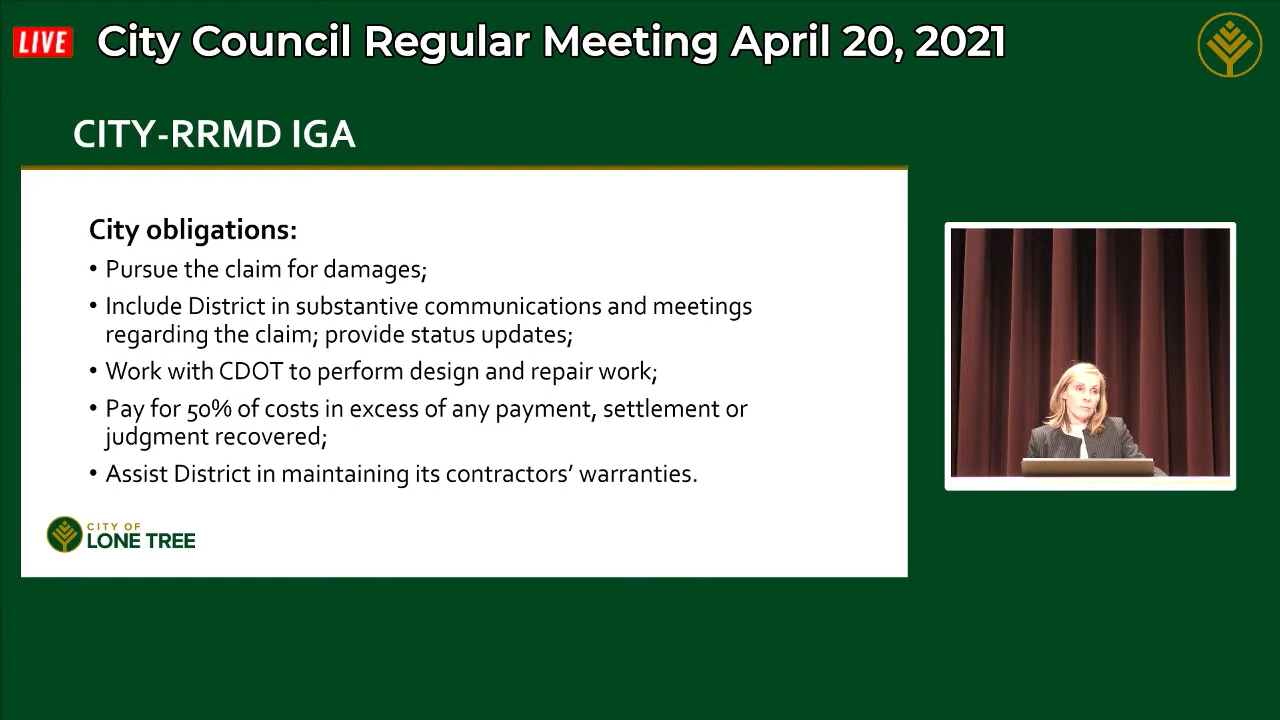 LIVE
City Council Regular Meeting April 20, 2021
CITY-RRMD IGA
City obligations:
• Pursue the claim for damages;
• Include District in substantive communications and meetings
regarding the claim; provide status updates;
• Work with CDOT to perform design and repair work;
• Pay for 50% of costs in excess of any payment, settlement or
judgment recovered;
• Assist District in maintaining its contractors’ warranties.
CITY OF
LONE TREE